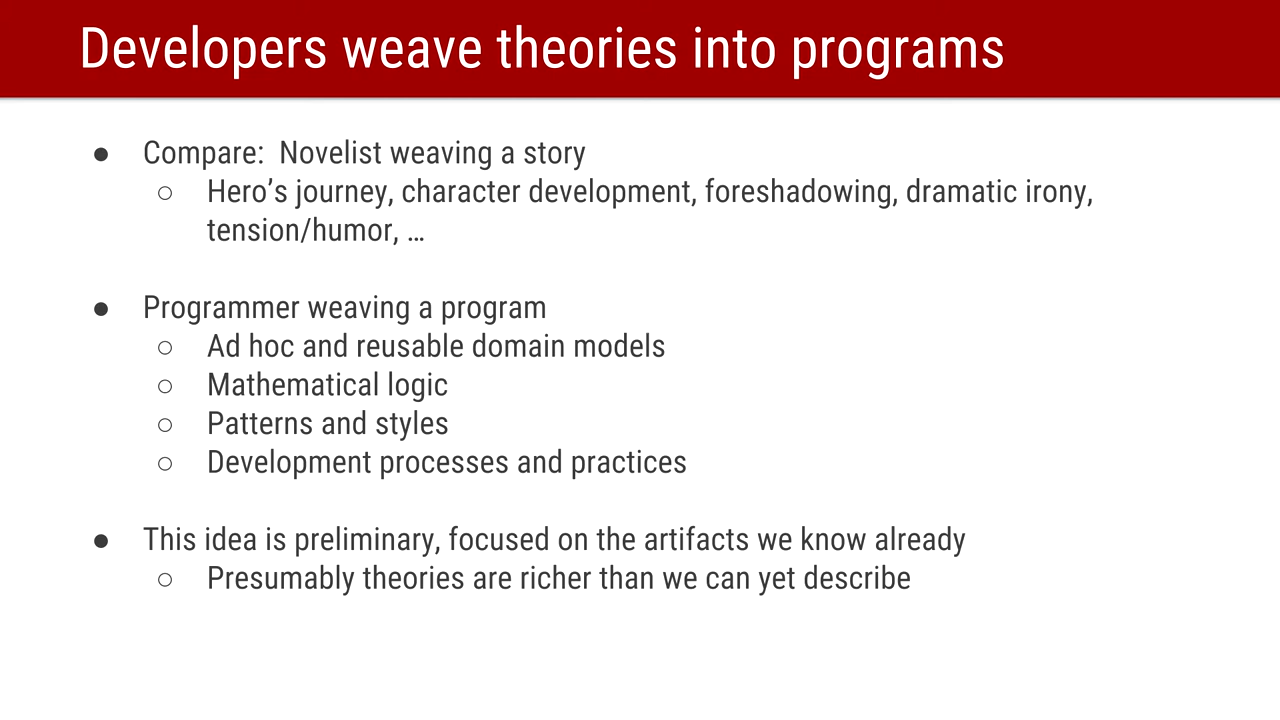 Developers weave theories into programs
● Compare:  Novelist weaving a story
○ Hero’s journey, character development, foreshadowing, dramatic irony,
tension/humor, …
● Programmer weaving a program
○ Ad hoc and reusable domain models
○ Mathematical logic
○ Patterns and styles
○ Development processes and practices
● This idea is preliminary, focused on the artifacts we know already
○ Presumably theories are richer than we can yet describe